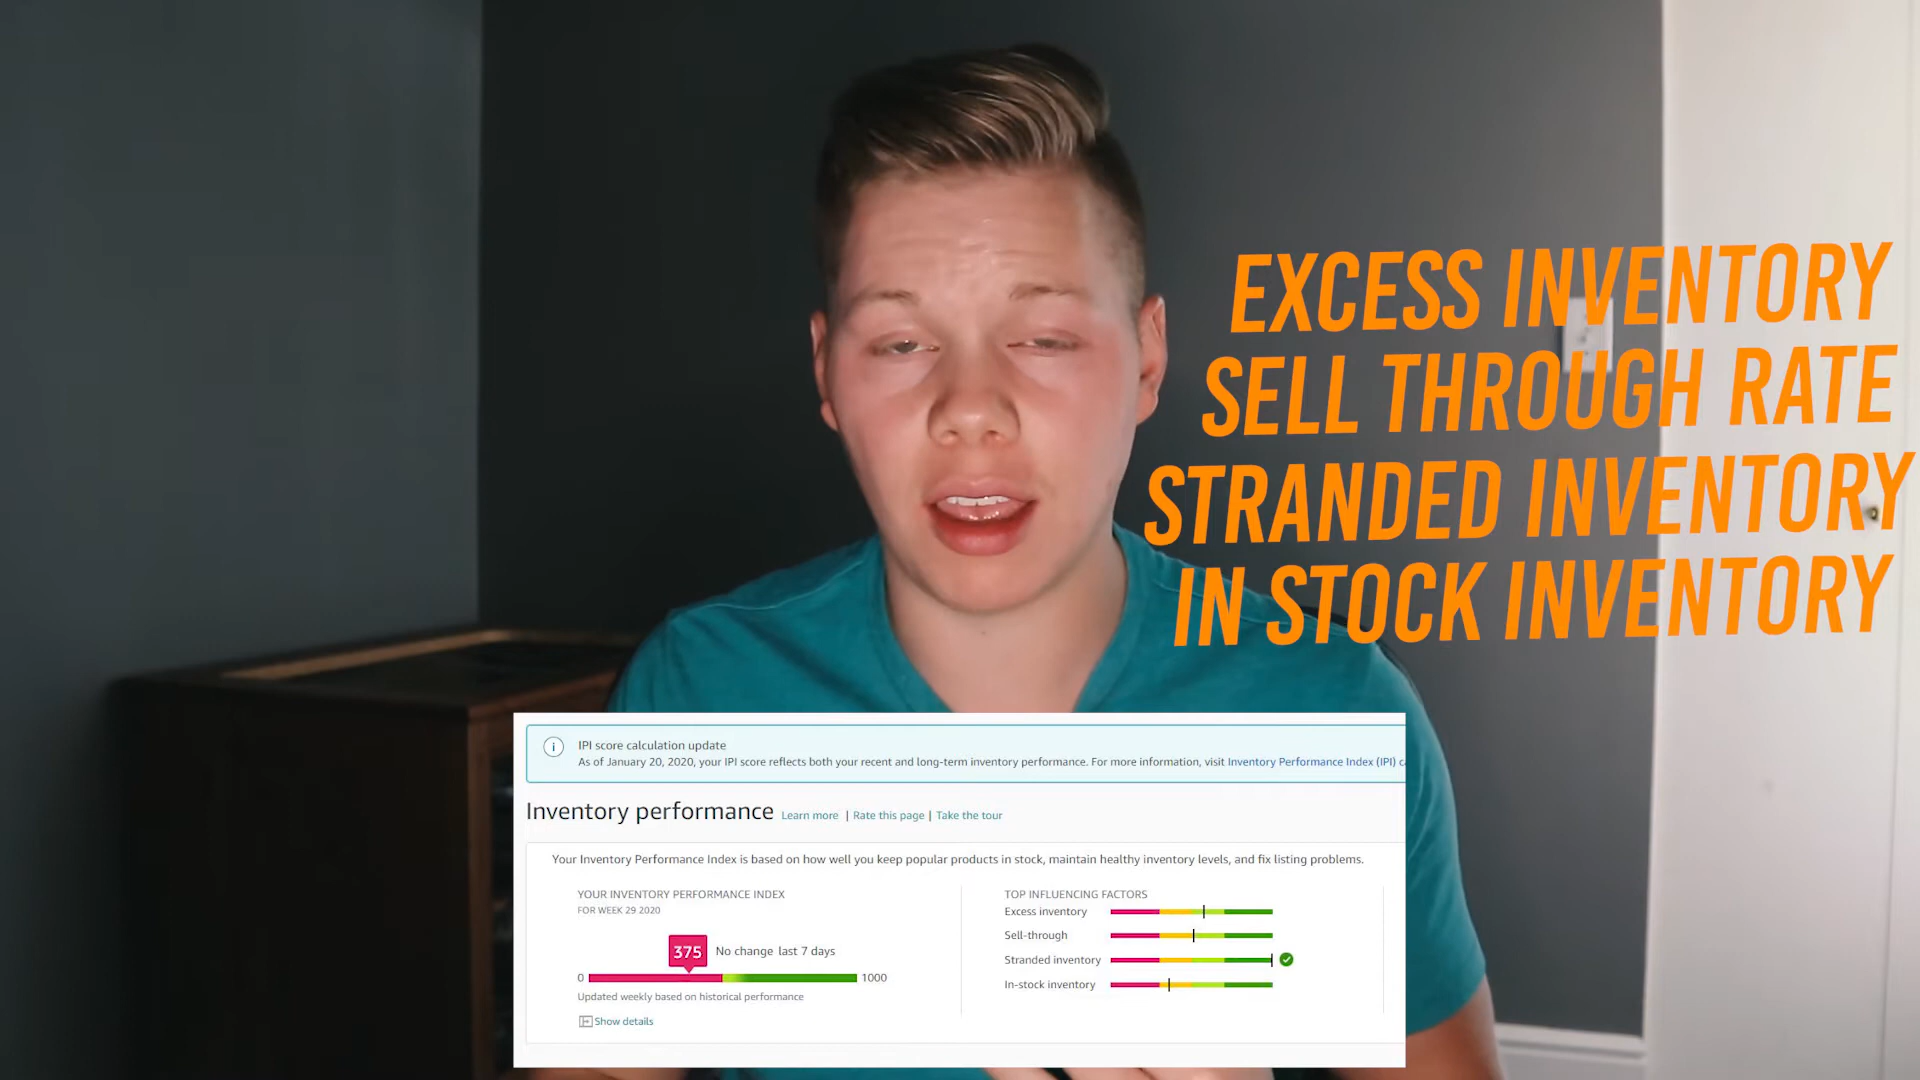 EXCESS INVENTORY
SELL THROUGH RATE
STRANDED INVENTORY
IN STOCK INVENTORY
IPI score calculation update
As of January 20, 2020, your IPI score reflects both your recent and long-term inventory performance. For more information, visit Inventory Performance Index (IPI) c
Inventory performance Learn more | Rate this page | Take the tour
Your Inventory Performance Index is based on how well you keep popular products in stock, maintain healthy inventory levels, and fix listing problems.
YOUR INVENTORY PERFORMANCE INDEX
FOR WEEK 29 2020
375 No change last 7 days
0 1000
Updated weekly based on historical performance
Show details
TOP INFLUENCING FACTORS
Excess inventory
Sell-through
Stranded inventory
In-stock inventory